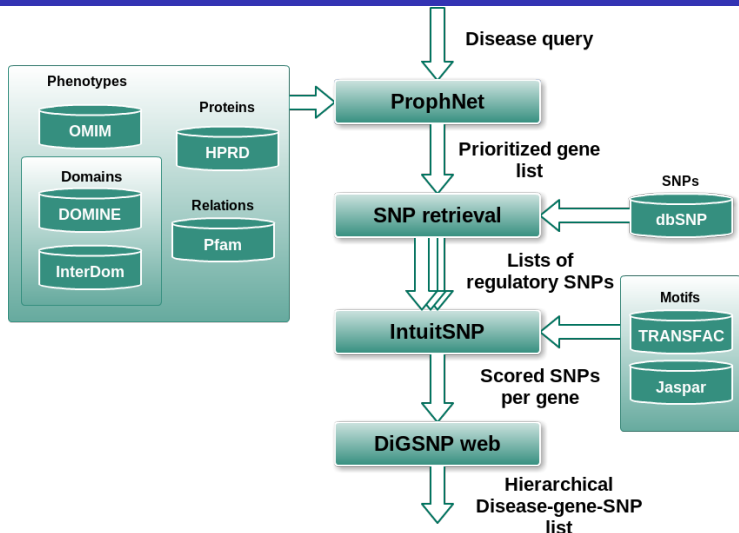 Disease query
Phenotypes
OMIM
Proteins
HPRD
Domains
DOMINE
InterDom
Relations
Pfam
ProphNet
Prioritized gene
list
SNP retrieval
SNPs
dbSNP
Lists of
regulatory SNPs
IntuitSNP
Motifs
TRANSFAC
Jaspar
Scored SNPs
per gene
DiGSNP web
Hierarchical
Disease-gene-SNP
list